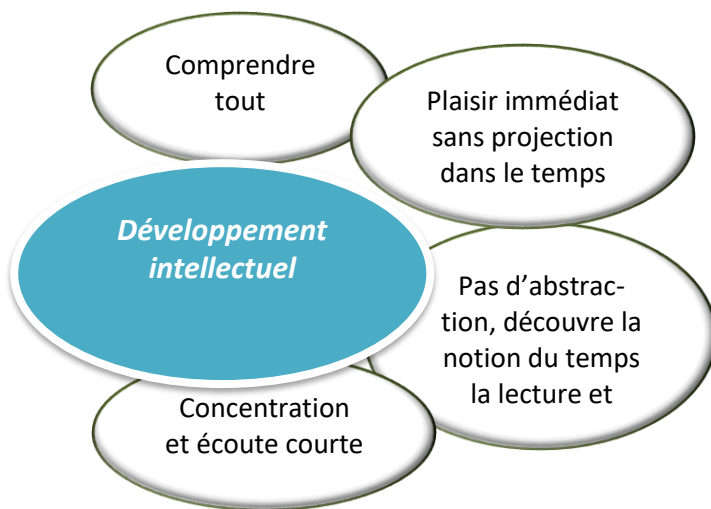 Comprendre
tout
Plaisir immédiat
sans projection
dans le temps
Développement
intellectuel
Pas d’abstrac-
tion, découvre la
notion du temps
la lecture et
Concentration
et écoute courte